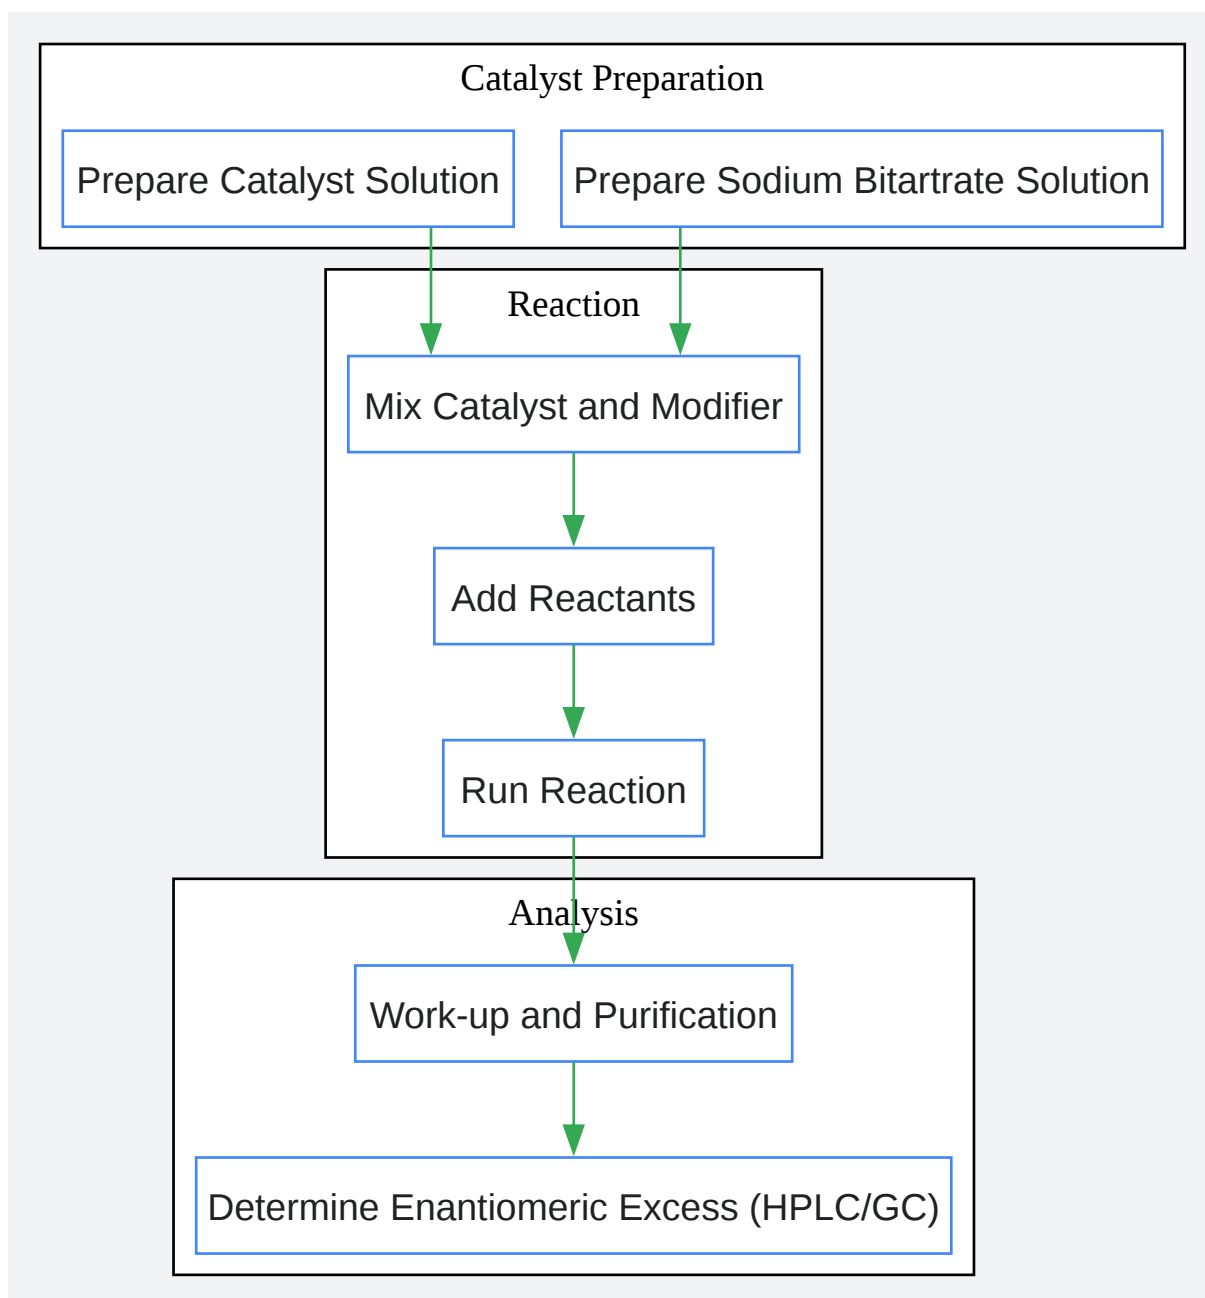 Catalyst Preparation
Prepare Catalyst Solution
Prepare Sodium Bitartrate Solution
Reaction
Mix Catalyst and Modifier
Add Reactants
Run Reaction
Analysis
Work-up and Purification
Determine Enantiomeric Excess (HPLC/GC)